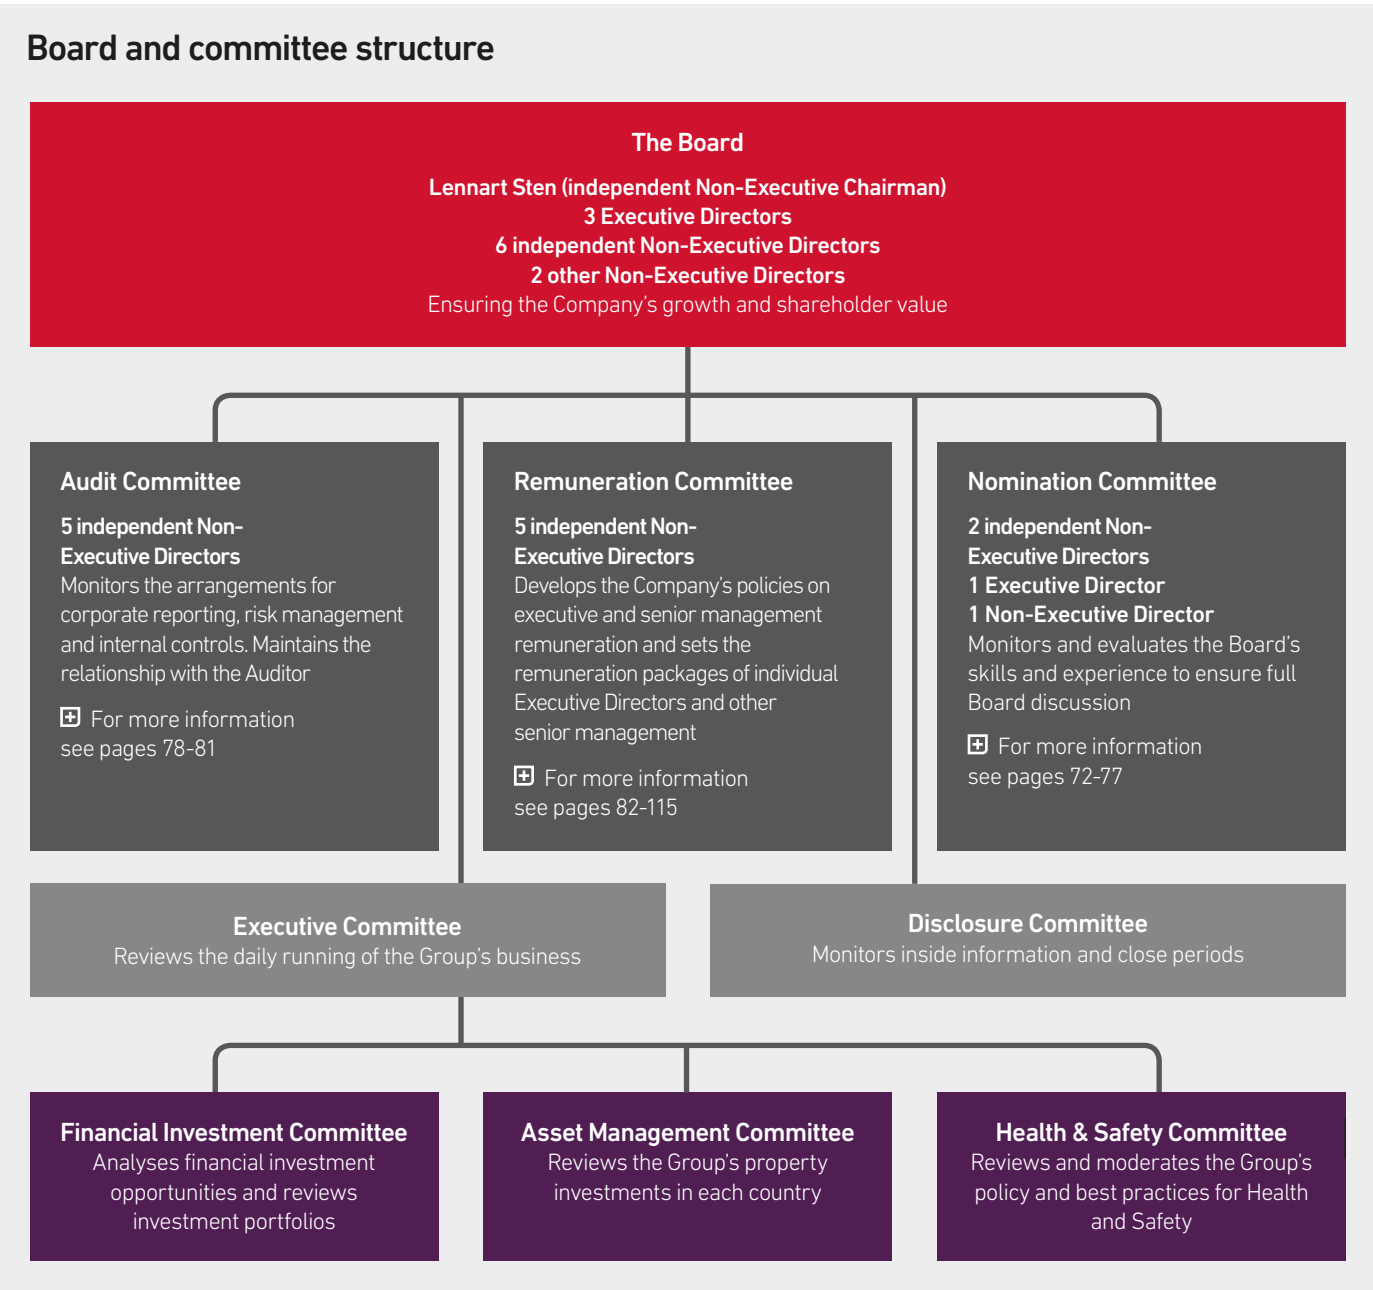 Board and committee structure
The Board
Lennart Sten (independent Non-Executive Chairman)
3 Executive Directors
6 independent Non-Executive Directors
2 other Non-Executive Directors
Ensuring the Company's growth and shareholder value
Audit Committee
5 independent Non-
Executive Directors
Monitors the arrangements for
corporate reporting, risk management
and internal controls. Maintains the
relationship with the Auditor
For more information
see pages 78-81
Remuneration Committee
5 independent Non-
Executive Directors
Develops the Company's policies on
executive and senior management
remuneration and sets the
remuneration packages of individual
Executive Directors and other
senior management
For more information
see pages 82-115
Nomination Committee
2 independent Non-
Executive Directors
1 Executive Director
1 Non-Executive Director
Monitors and evaluates the Board's
skills and experience to ensure full
Board discussion
For more information
see pages 72-77
Executive Committee
Reviews the daily running of the Group's business
Disclosure Committee
Monitors inside information and close periods
Financial Investment Committee
Analyses financial investment
opportunities and reviews
investment portfolios
Asset Management Committee
Reviews the Group's property
investments in each country
Health & Safety Committee
Reviews and moderates the Group's
policy and best practices for Health
and Safety